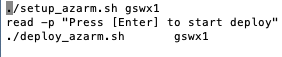 ./setup_azarm.sh gswx1
read -p "Press [Enter] to start deploy"
./deploy_azarm.sh       gswx1